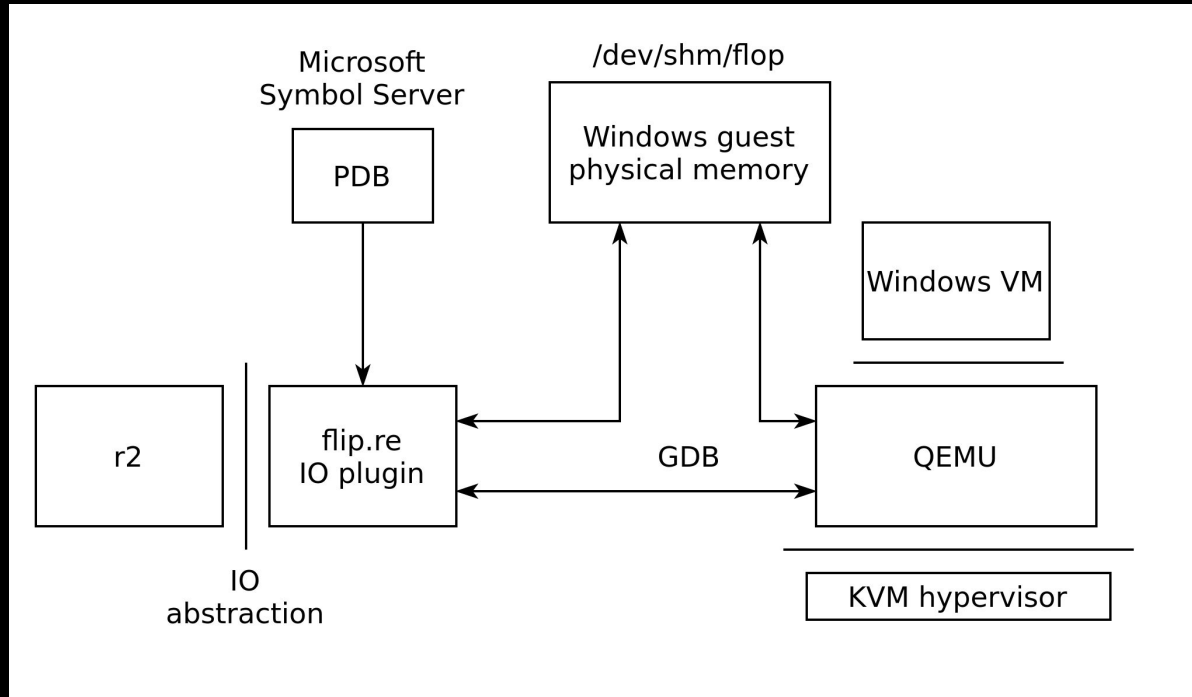 Microsoft
Symbol Server
/dev/shm/flop
PDB
Windows guest
physical memory
Windows VM
r2
flip.re
IO plugin
GDB
QEMU
IO
abstraction
KVM hypervisor